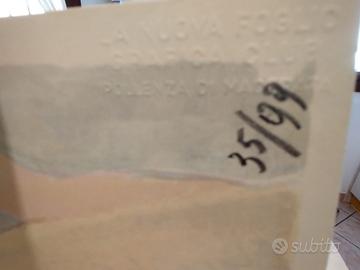 LA NUOVA FOGLIO
POLLENZA DI MACERATA
35/99
subito